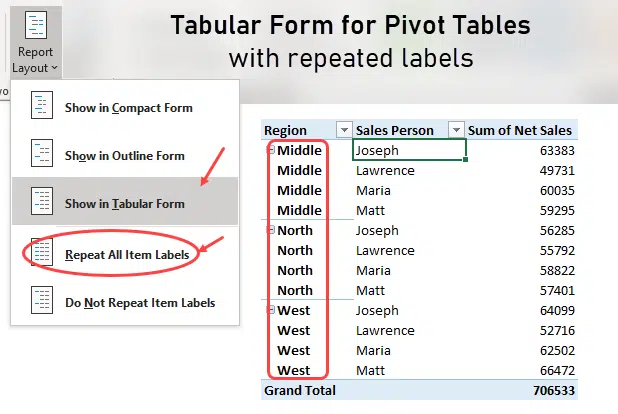 Tabular Form for Pivot Tables
with repeated labels
Report
Layout
Show in Compact Form
Show in Outline Form
Show in Tabular Form
Repeat All Item Labels
Do Not Repeat Item Labels
Region Sales Person Sum of Net Sales
Middle Joseph 63383
Middle Lawrence 49731
Middle Maria 60035
Middle Matt 59295
North Joseph 56285
North Lawrence 55792
North Maria 58822
North Matt 57401
West Joseph 64099
West Lawrence 52716
West Maria 62502
West Matt 66472
Grand Total 706533